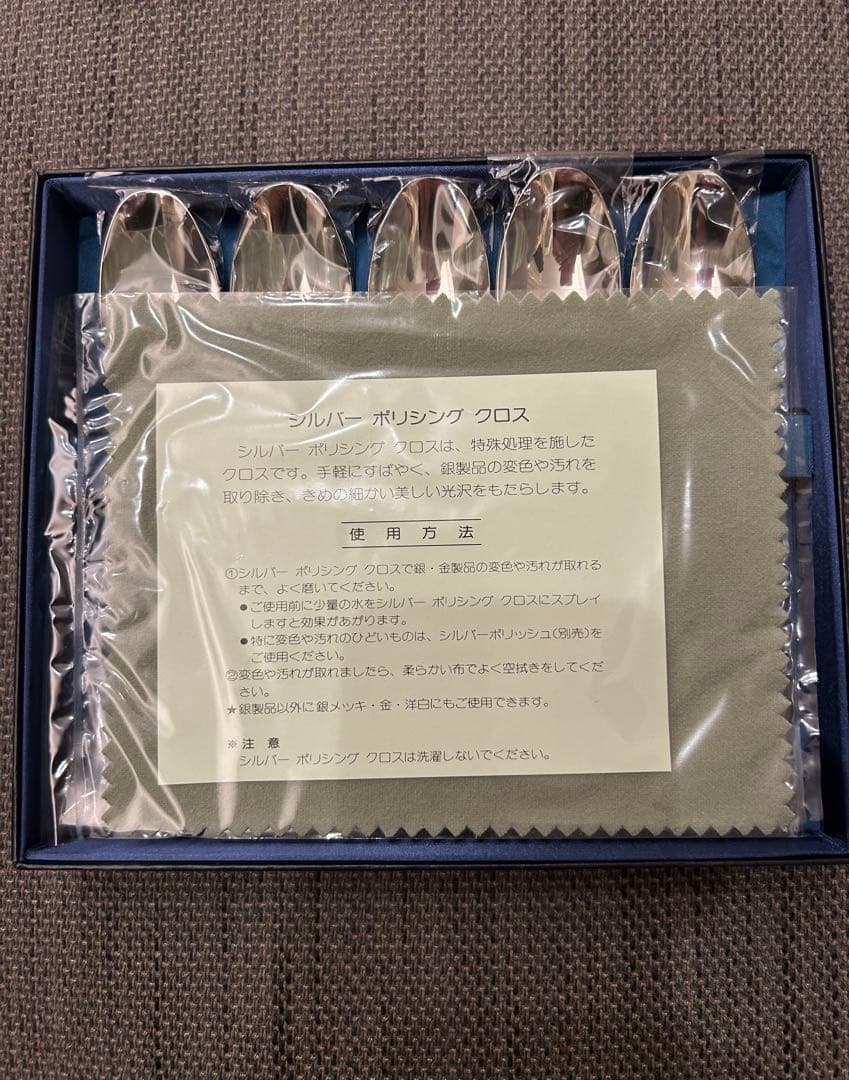 シルバー ポリシング クロス
シルバー ポリシング クロスは、特殊処理を施した
クロスです。手軽にすばやく、銀製品の変色や汚れを
取り除き、きめの細かい美しい光沢をもたらします。
使用方法
①シルバー ポリシング クロスで銀・金製品の変色や汚れが取れる
まで、よく磨いてください。
●ご使用前に少量の水をシルバー ポリシング クロスにスプレイ
しますと効果があがります。
●特に変色や汚れのひどいものは、シルバーポリッシュ(別売)を
ご使用ください。
②変色や汚れが取れましたら、柔らかい布でよく空拭きをしてくだ
さい。
★銀製品以外に銀メッキ・金・洋白にもご使用できます。
※注意
シルバー ポリシング クロスは洗濯しないでください。